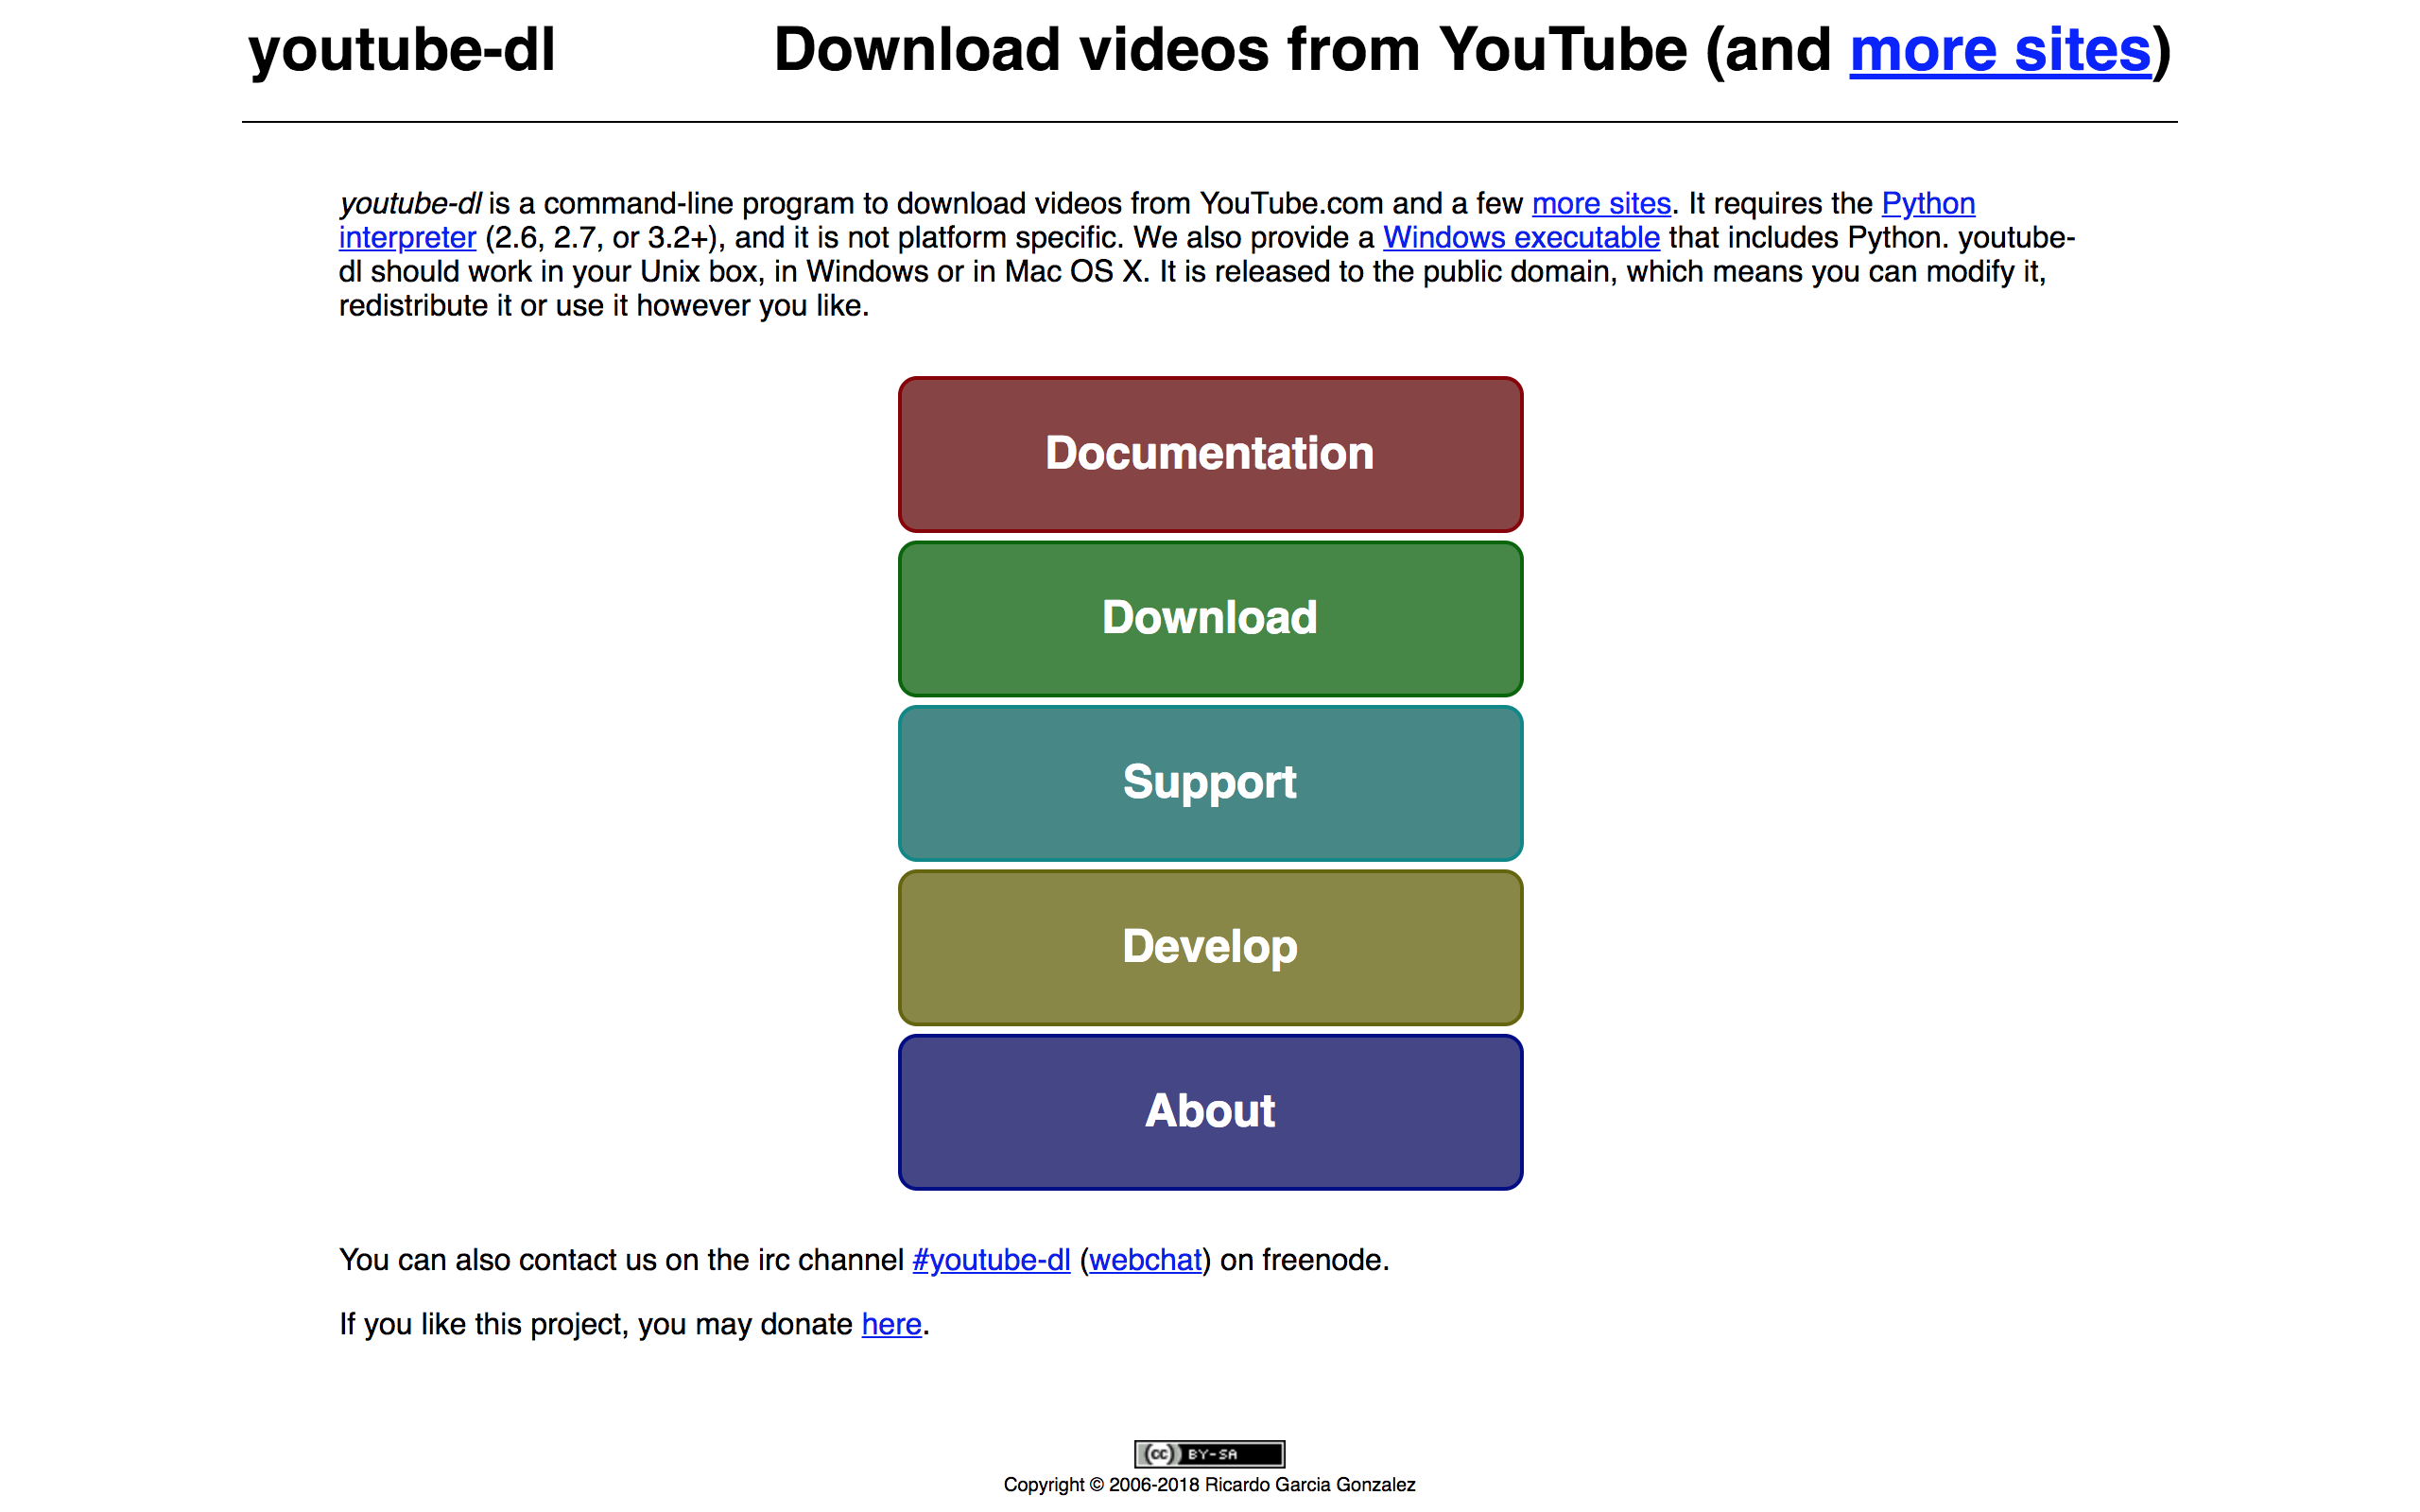 youtube-dl
Download videos from YouTube (and more sites)
youtube-dl is a command-line program to download videos from YouTube.com and a few more sites. It requires the Python
interpreter (2.6, 2.7, or 3.2+), and it is not platform specific. We also provide a Windows executable that includes Python. youtube-
dl should work in your Unix box, in Windows or in Mac OS X. It is released to the public domain, which means you can modify it,
redistribute it or use it however you like.
Documentation
Download
Support
Develop
About
You can also contact us on the irc channel #youtube-dl (webchat) on freenode.
If you like this project, you may donate here.
(cc) BY-SA
Copyright © 2006-2018 Ricardo Garcia Gonzalez